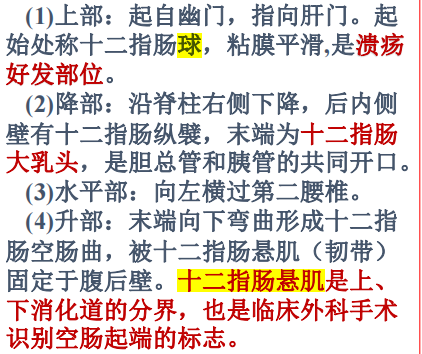 (1)上部：起自幽门，指向肝门。起
始处称十二指肠球，粘膜平滑,是溃疡
好发部位。
(2)降部：沿脊柱右侧下降，后内侧
壁有十二指肠纵襞，末端为十二指肠
大乳头，是胆总管和胰管的共同开口。
(3)水平部：向左横过第二腰椎。
(4)升部：末端向下弯曲形成十二指
肠空肠曲，被十二指肠悬肌（韧带）
固定于腹后壁。十二指肠悬肌是上、
下消化道的分界，也是临床外科手术
识别空肠起端的标志。